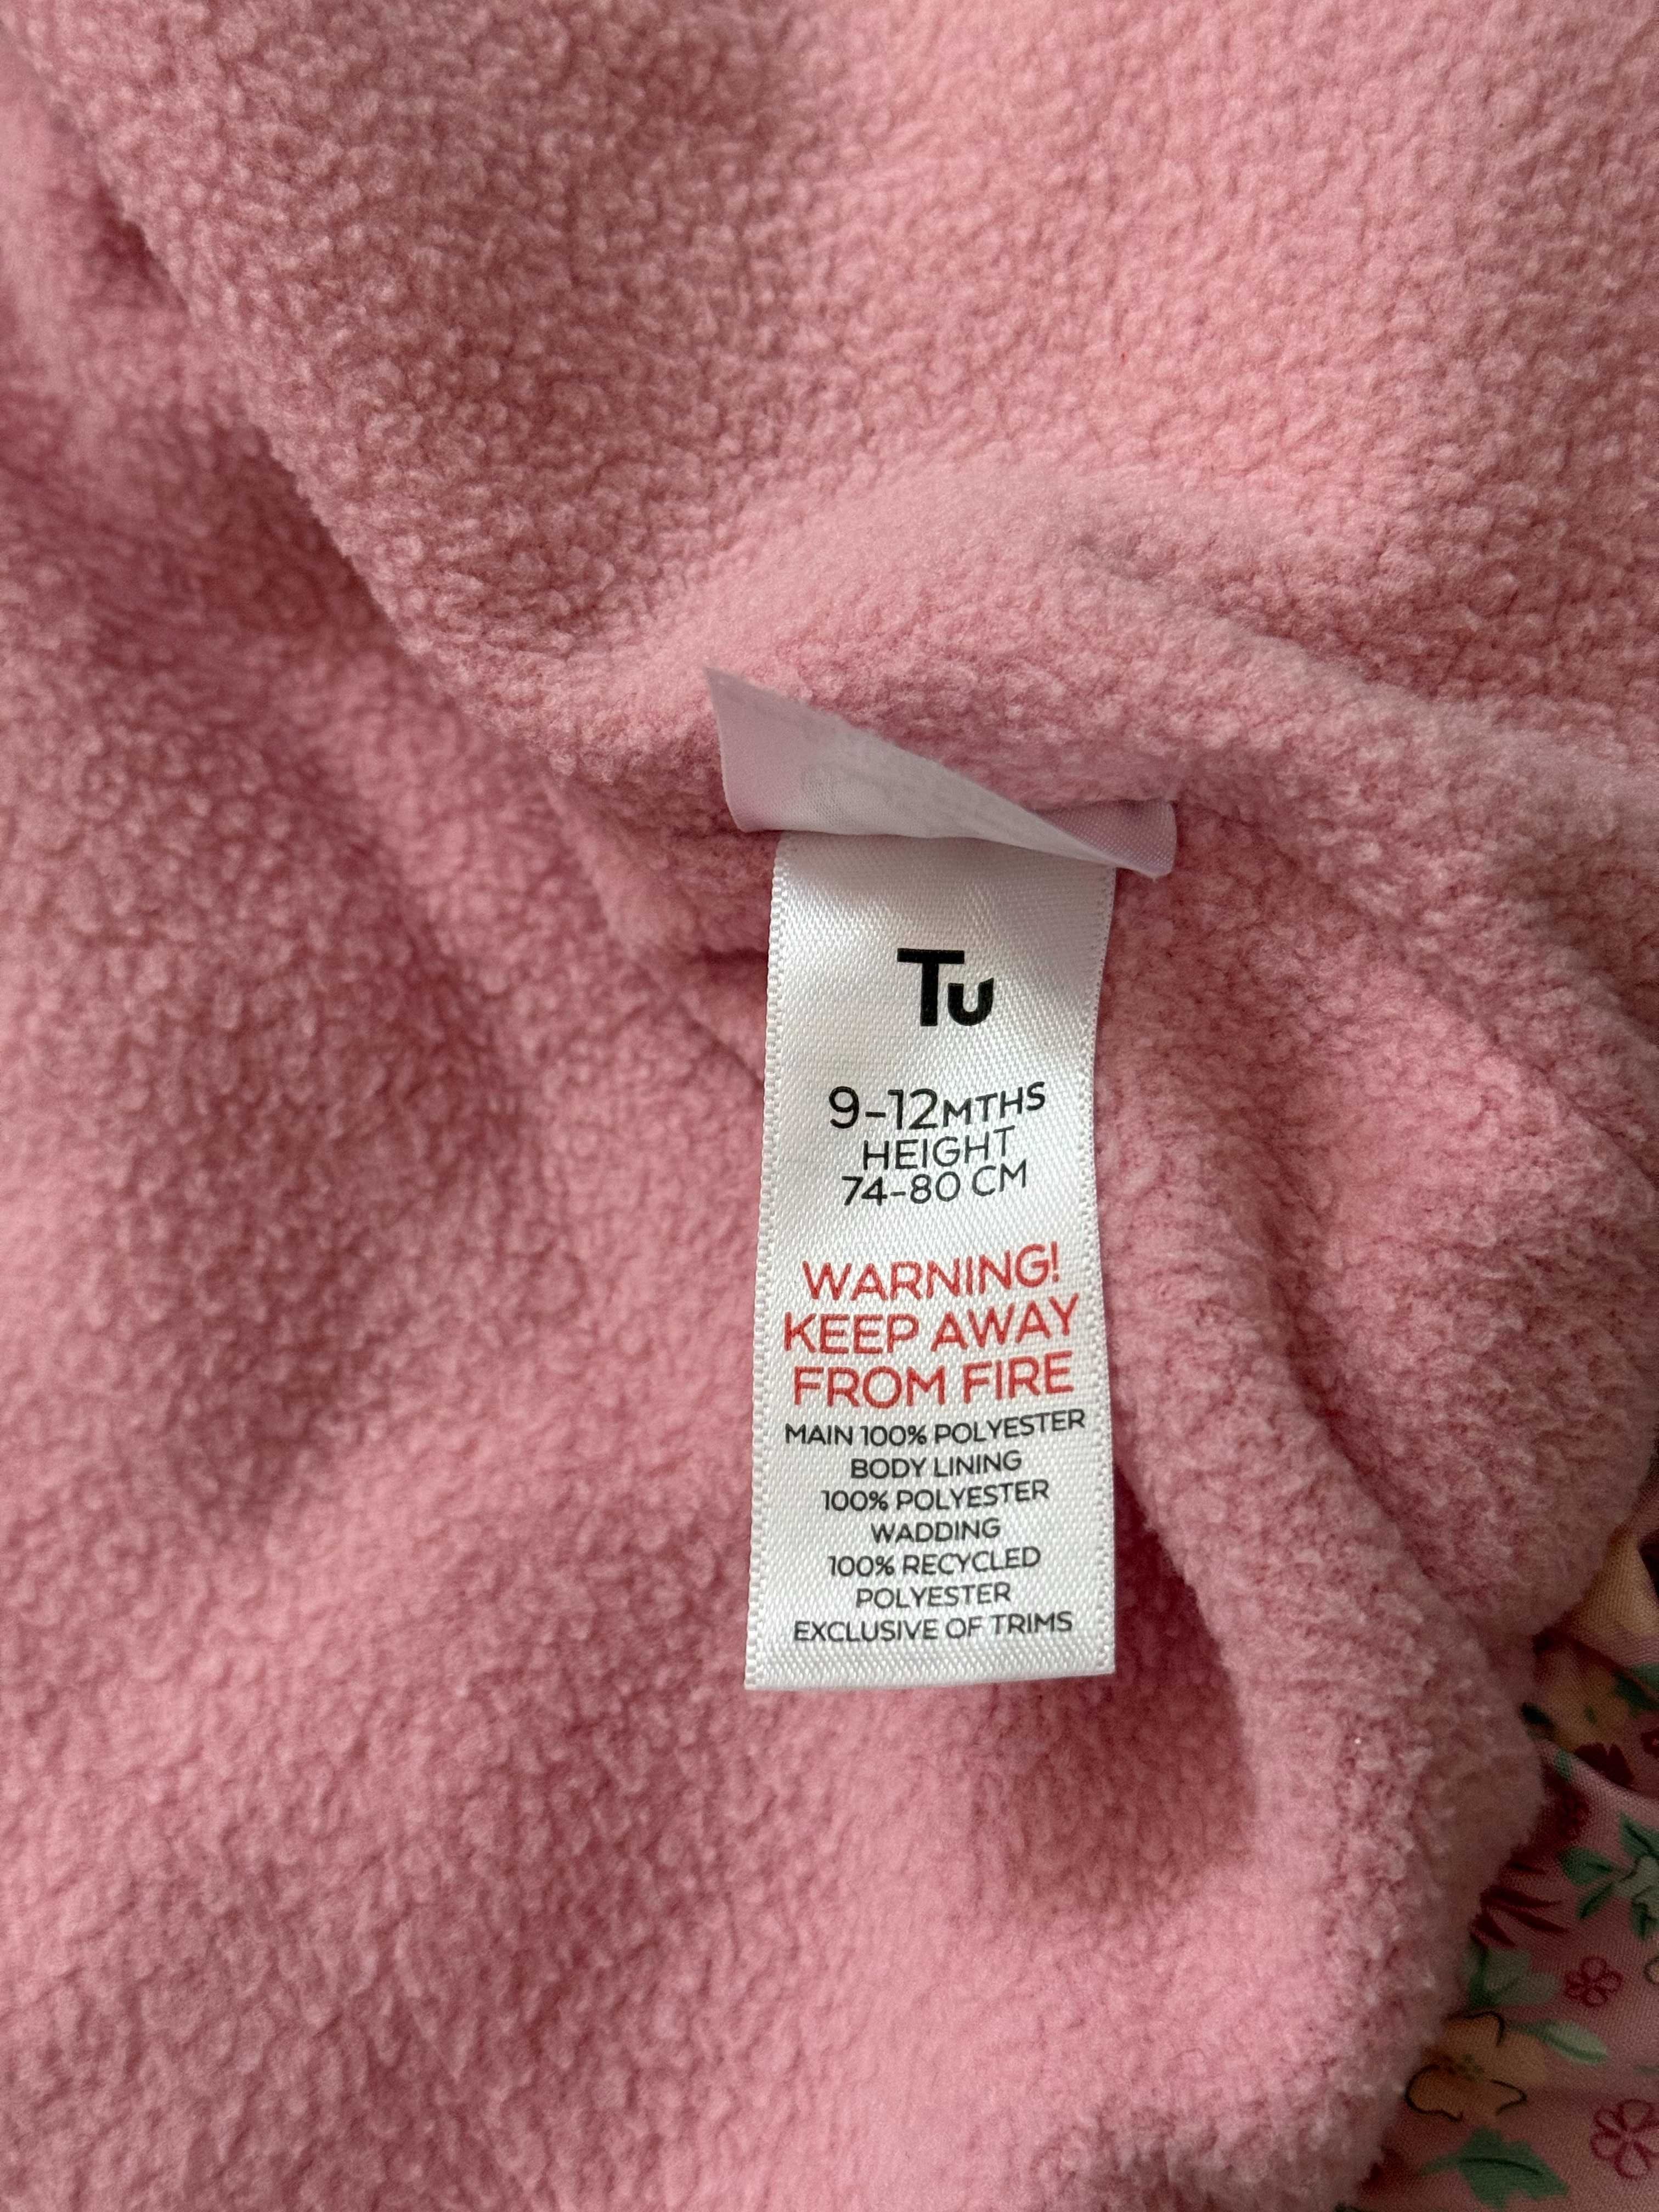 Tu
9-12MTHS
HEIGHT
74-80 CM
WARNING!
KEEP AWAY
FROM FIRE
MAIN 100% POLYESTER
BODY LINING
100% POLYESTER
WADDING
100% RECYCLED
POLYESTER
EXCLUSIVE OF TRIMS